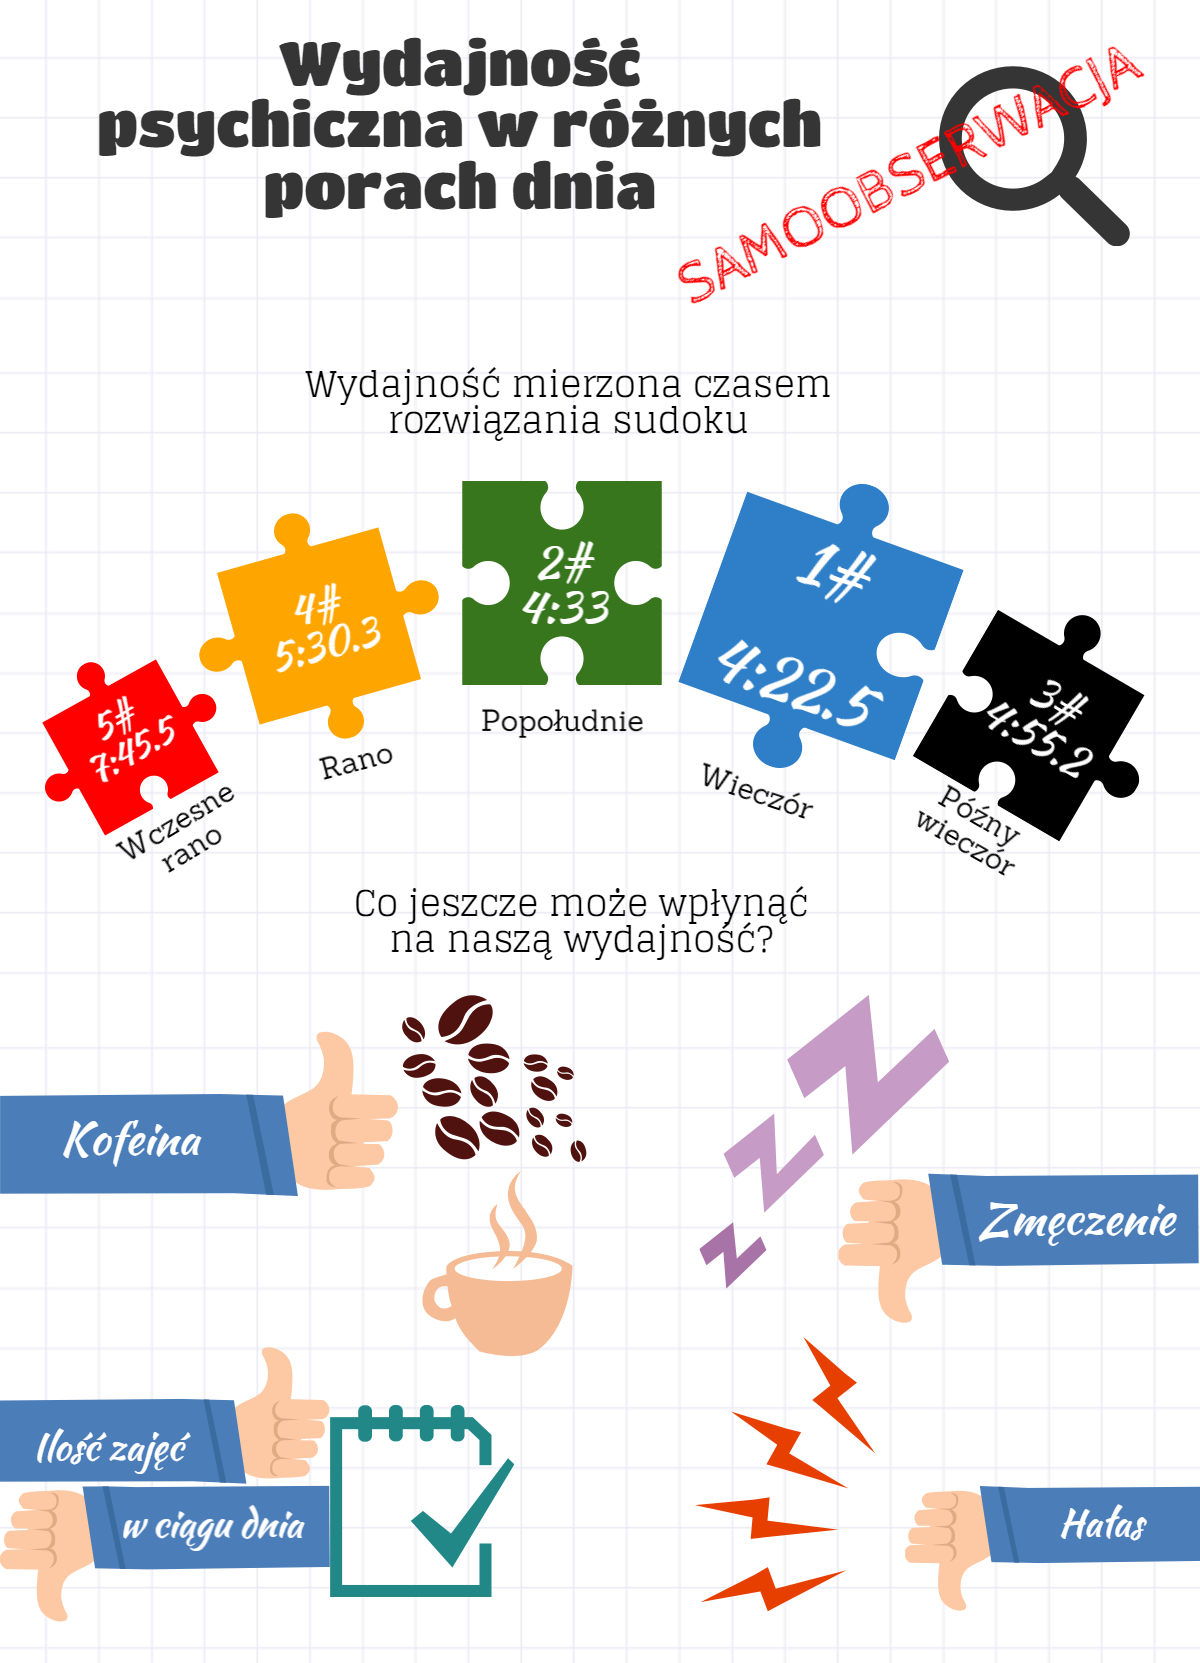 Wydajność
psychiczna w różnych
porach dnia
SAMOOBSERWACJA
Wydajność mierzona czasem
rozwiązania sudoku
5#
7:45.5
Wczesne
rano
4#
5:30.3
Rano
2#
4:33
Popołudnie
1#
4:22.5
Wieczór
3#
4:55.2
Późny
wieczór
Co jeszcze może wpłynąć
na naszą wydajność?
Kofeina
Zmęczenie
Ilość zajęć
w ciągu dnia
Hałas